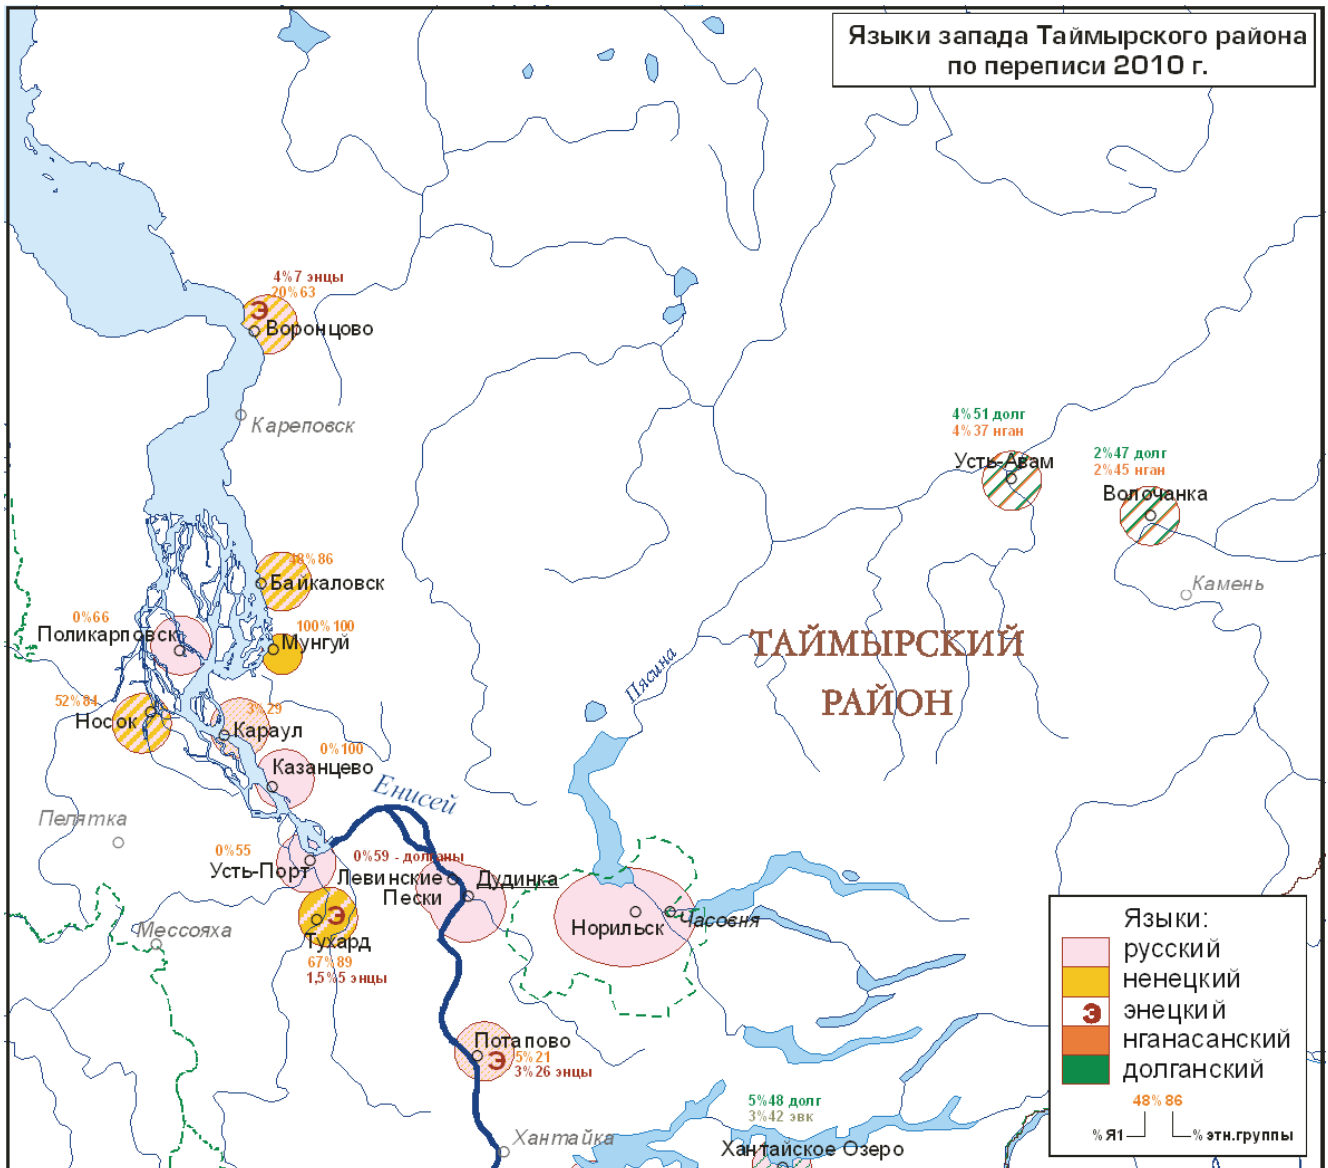 Языки запада Таймырского района
по переписи 2010 г.
4%7 энцы
20%63
Э
Воронцово
Кареповск
4%51 долг
4%37 нган
Усть-Авам
2%47 долг
2%45 нган
Волочанка
48%86
Байкаловск
Камень
0%66
Поликарповск
100%100
Мунгуй
ТАЙМЫРСКИЙ
РАЙОН
Пясина
52%84
Носок
3%29
Караул
0%100
Казанцево
Енисей
Пелятка
0%55
Усть-Порт
0%59 - долганы
Левинские
Пески
Дудинка
Норильск
Часовня
Мессояха
Э
Тухард
67%89
1,5%5 энцы
Потапово
Э
5%21
3%26 энцы
Хантайка
5%48 долг
3%42 эвк
Хантайское Озеро
Языки:
русский
ненецкий
Э энецкий
нганасанский
долганский
48%86
% Я1
% этн.группы